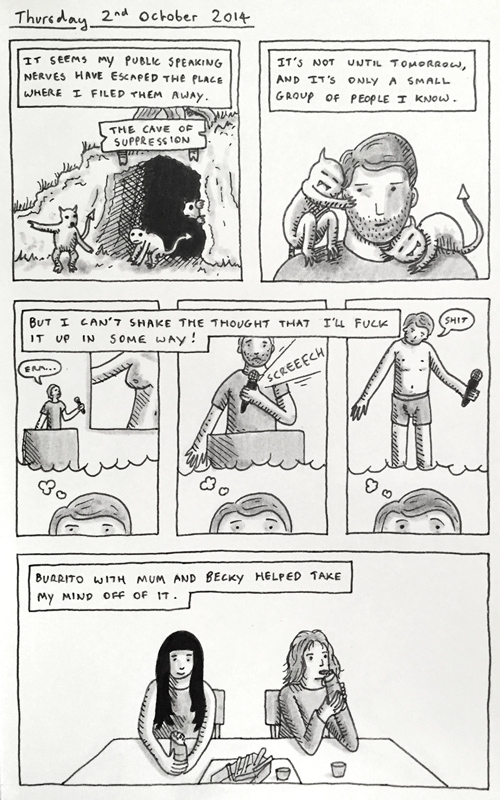 Thursday 2nd October 2014
IT SEEMS MY PUBLIC SPEAKING
NERVES HAVE ESCAPED THE PLACE
WHERE I FILED THEM AWAY.
THE CAVE OF
SUPPRESSION
IT'S NOT UNTIL TOMORROW,
AND IT'S ONLY A SMALL
GROUP OF PEOPLE I KNOW.
BUT I CAN'T SHAKE THE THOUGHT THAT I'LL FUCK
IT UP IN SOME WAY!
ERM...
SCREEECH
SHIT
BURRITO WITH MUM AND BECKY HELPED TAKE
MY MIND OFF OF IT.